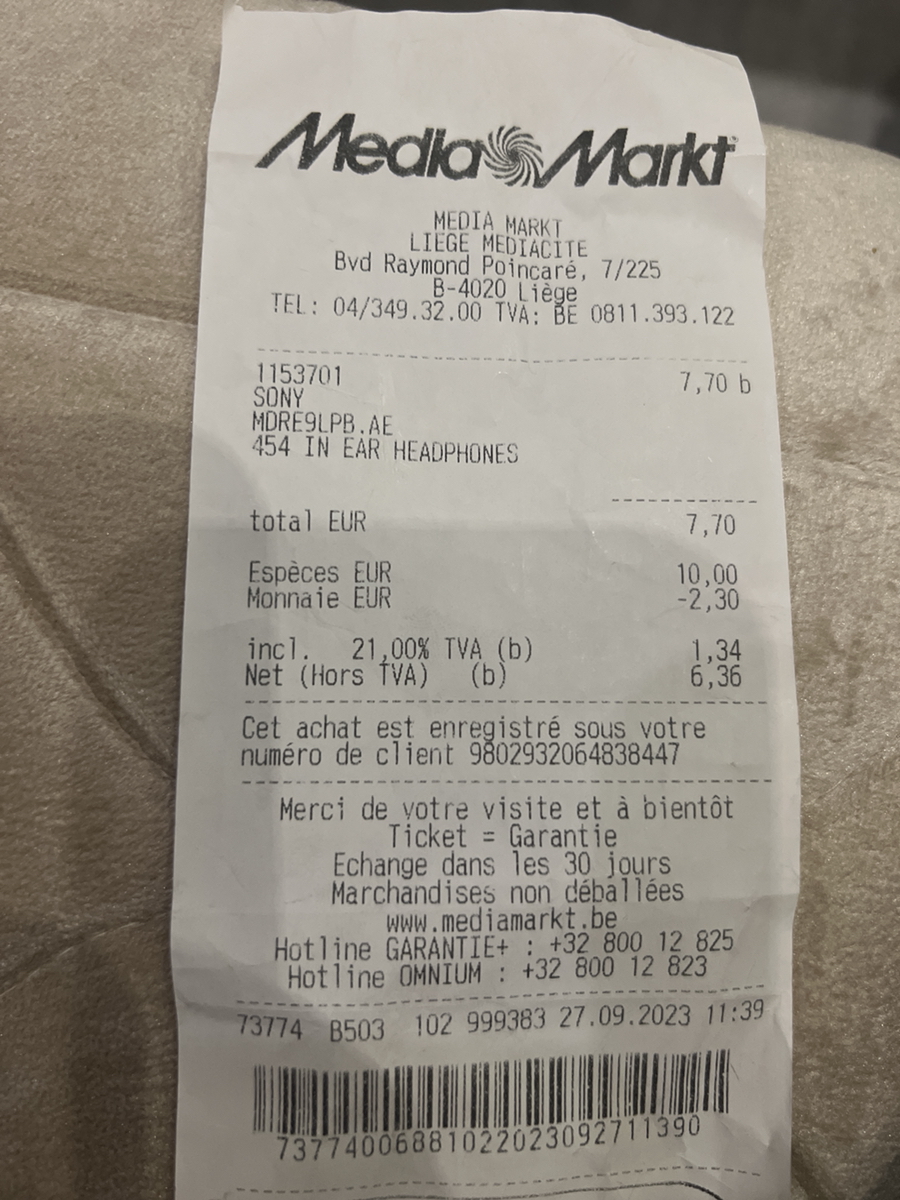 Media Markt
MEDIA MARKT
LIEGE MEDIACITE
Bvd Raymond Poincaré, 7/225
B-4020 Liège
TEL: 04/349.32.00 TVA: BE 0811.393.122
1153701 7,70 b
SONY
MDRE9LPB.AE
454 IN EAR HEADPHONES
total EUR 7,70
Espèces EUR 10,00
Monnaie EUR -2,30
incl. 21,00% TVA (b) 1,34
Net (Hors TVA) (b) 6,36
Cet achat est enregistré sous votre
numéro de client 9802932064838447
Merci de votre visite et à bientôt
Ticket = Garantie
Echange dans les 30 jours
Marchandises non déballées
www.mediamarkt.be
Hotline GARANTIE+ : +32 800 12 825
Hotline OMNIUM : +32 800 12 823
73774 B503 102 999383 27.09.2023 11:39
7377400688102202309271​1390